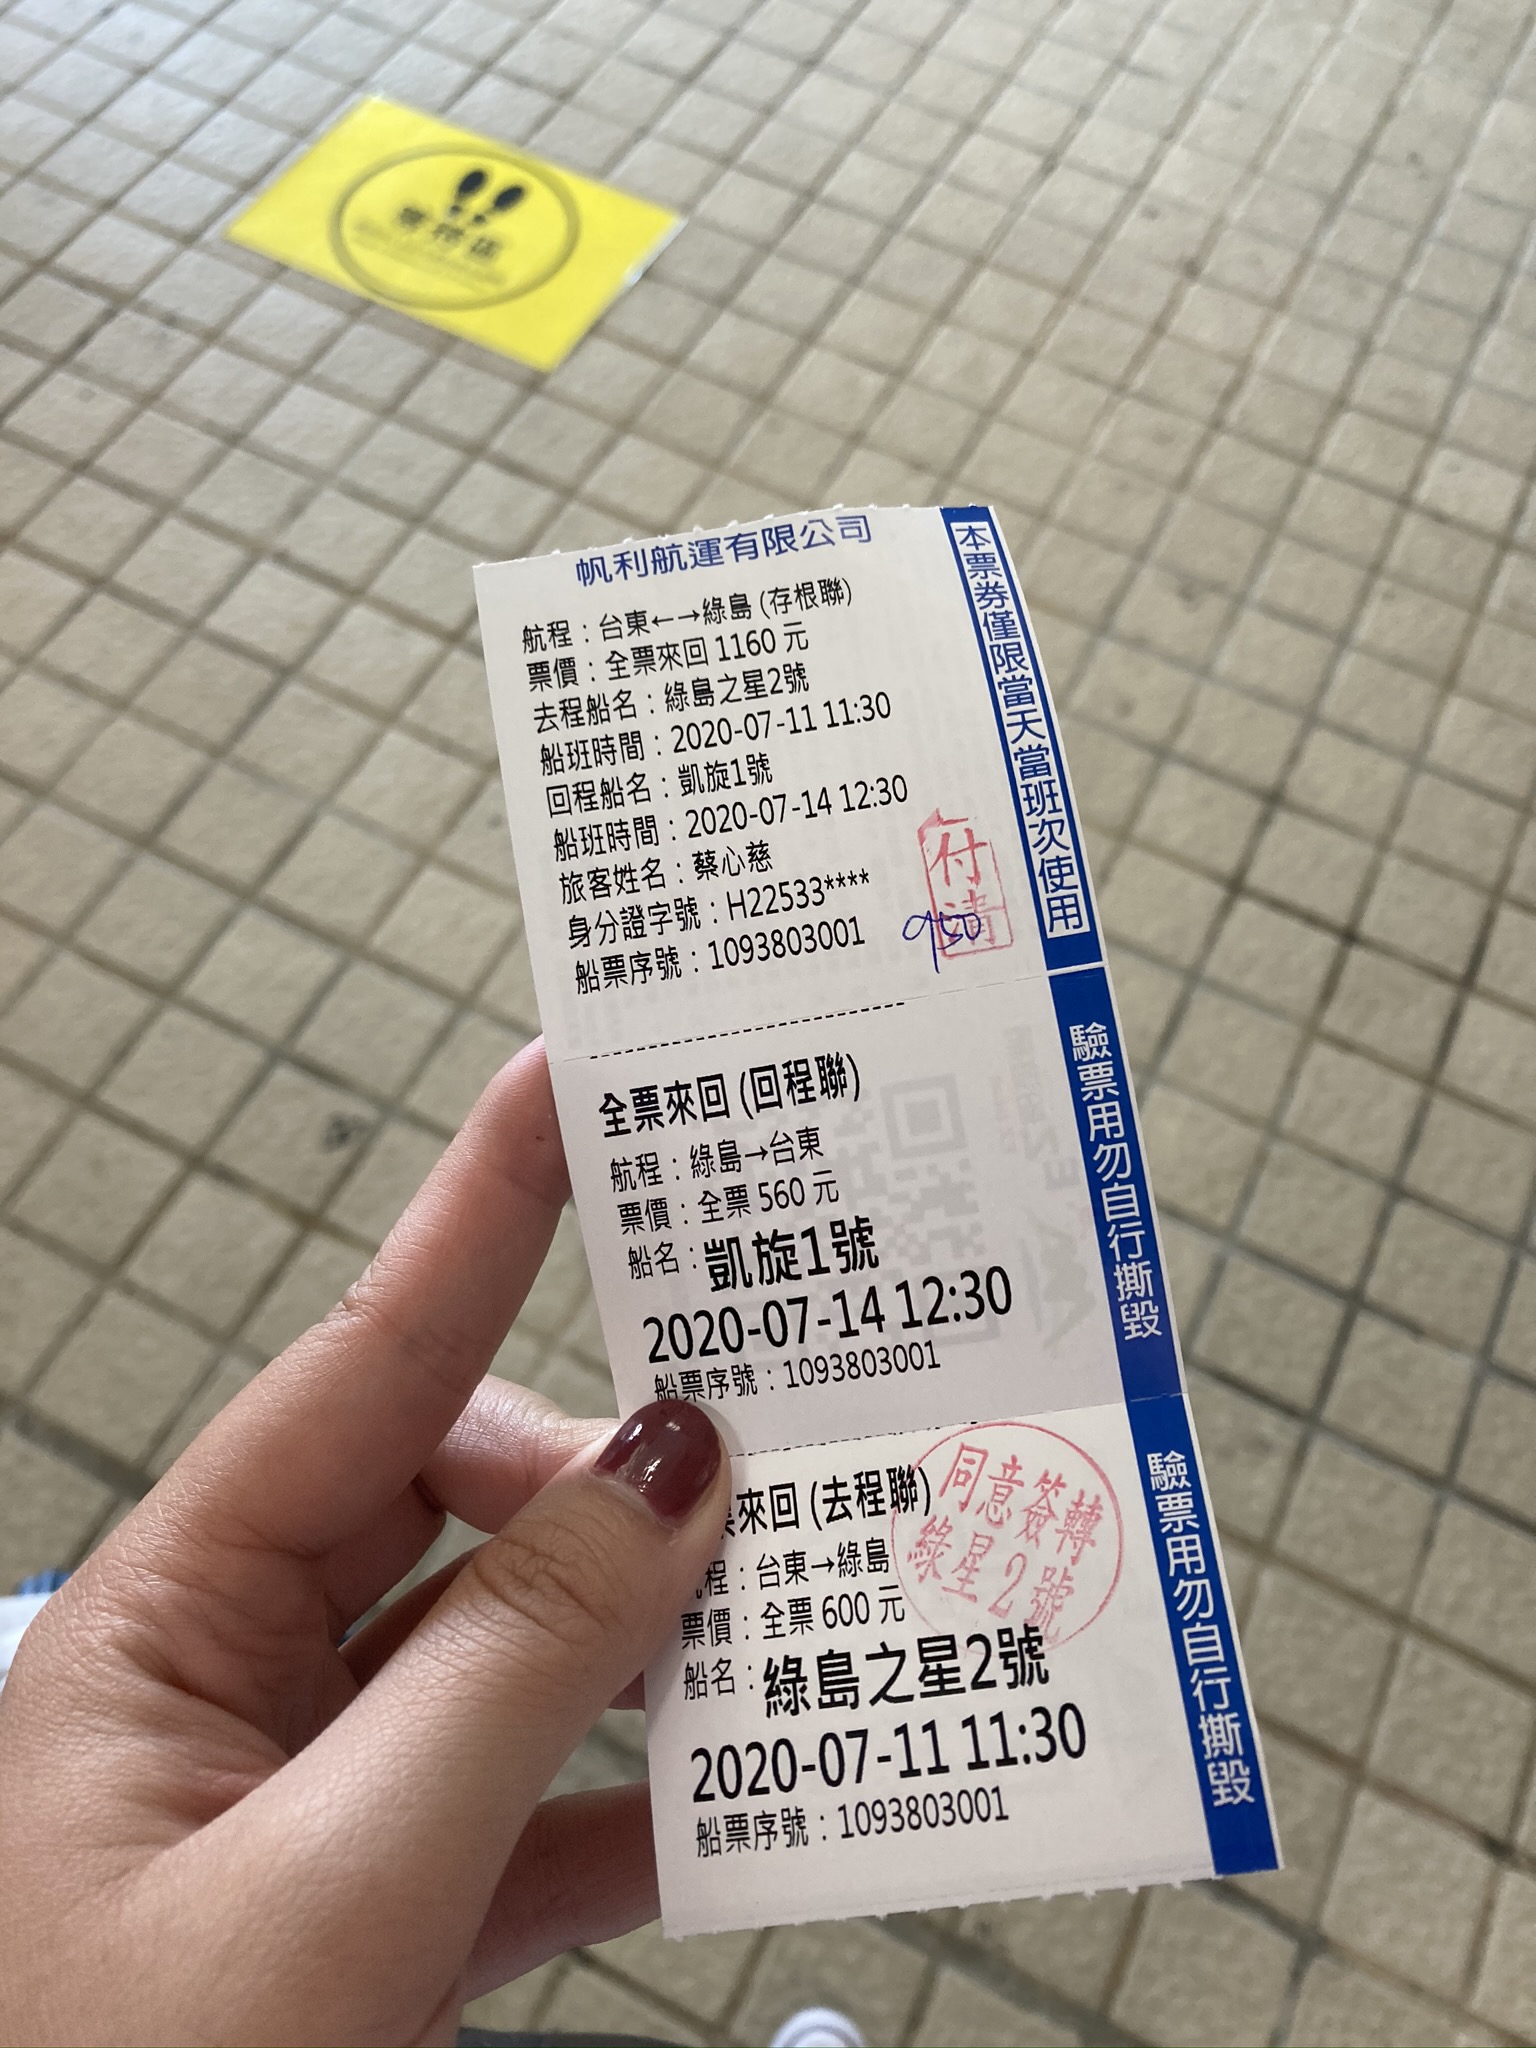 帆利航運有限公司
航程：台東←→綠島 (存根聯)
票價：全票來回 1160 元
去程船名：綠島之星2號
船班時間：2020-07-11 11:30
回程船名：凱旋1號
船班時間：2020-07-14 12:30
旅客姓名：蔡心慈
身分證字號：H22533****
船票序號：1093803001
付清
950
本票券僅限當天當班次使用
全票來回 (回程聯)
航程：綠島→台東
票價：全票 560 元
船名：凱旋1號
2020-07-14 12:30
船票序號：1093803001
驗票用勿自行撕毀
票來回 (去程聯)
程：台東→綠島
票價：全票 600 元
船名：綠島之星2號
2020-07-11 11:30
船票序號：1093803001
同意簽轉
綠星2號
驗票用勿自行撕毀